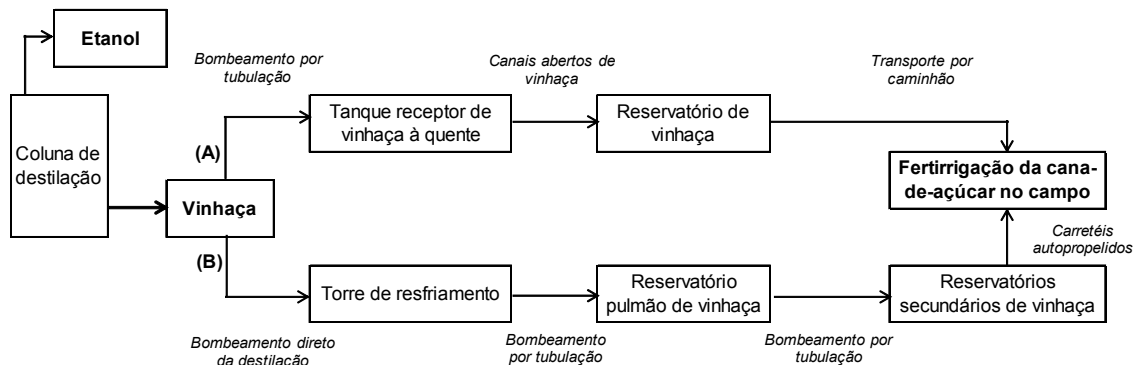 Etanol
Bombeamento por
tubulação
Canais abertos de
vinhaça
Transporte por
caminhão
Coluna de
destilação
(A)
Tanque receptor de
vinhaça à quente
Reservatório de
vinhaça
Vinhaça
Fertirrigação da cana-
de-açúcar no campo
(B)
Carretéis
autopropelidos
Torre de resfriamento
Reservatório
pulmão de vinhaça
Reservatórios
secundários de vinhaça
Bombeamento direto
da destilação
Bombeamento
por tubulação
Bombeamento por
tubulação